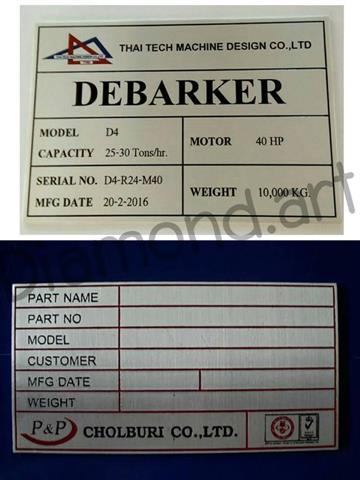 THAI TECH MACHINE DESIGN CO.,LTD
DEBARKER
MODEL D4
CAPACITY 25-30 Tons/hr.
MOTOR 40 HP
SERIAL NO. D4-R24-M40
MFG DATE 20-2-2016
WEIGHT 10,000 KG.
Diamond.art
PART NAME
PART NO
MODEL
CUSTOMER
MFG DATE
WEIGHT
P&P CHOLBURI CO.,LTD.